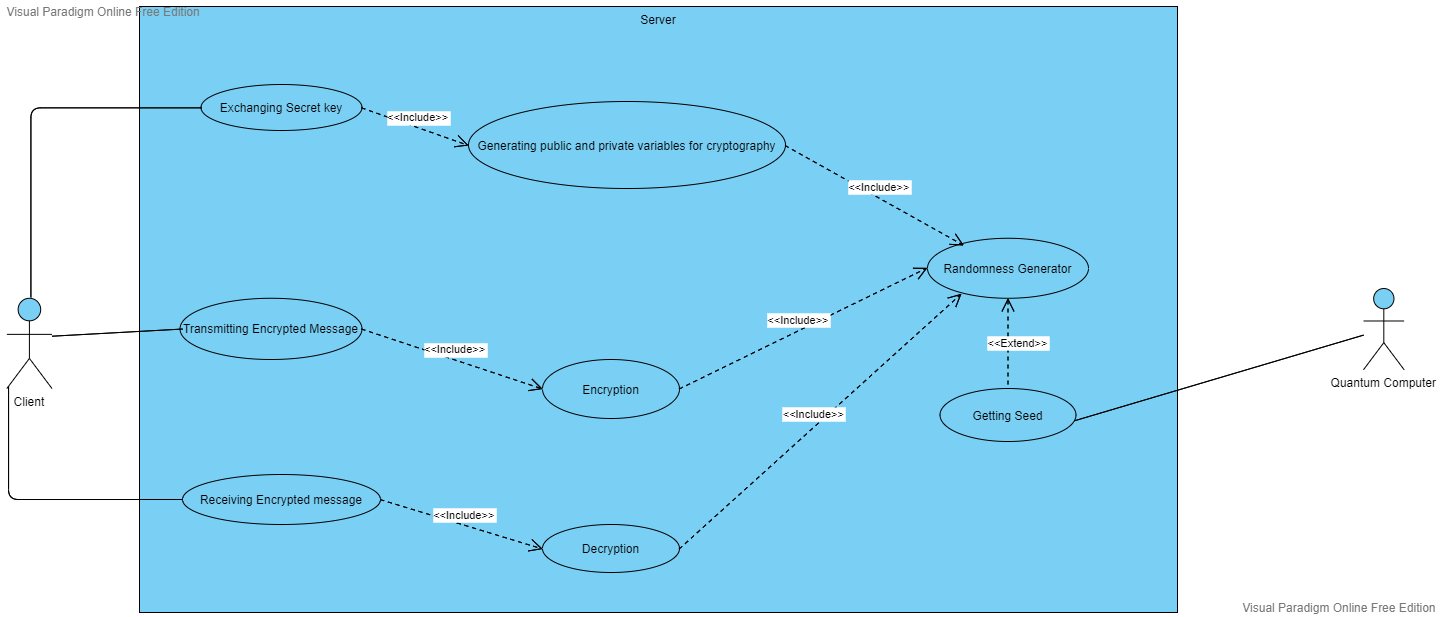 Visual Paradigm Online Free Edition
Server
Exchanging Secret key
<<Include>>
Generating public and private variables for cryptography
<<Include>>
Randomness Generator
Transmitting Encrypted Message
<<Include>>
<<Include>>
<<Extend>>
Encryption
Quantum Computer
Client
<<Include>>
Getting Seed
Receiving Encrypted message
<<Include>>
Decryption
Visual Paradigm Online Free Edition